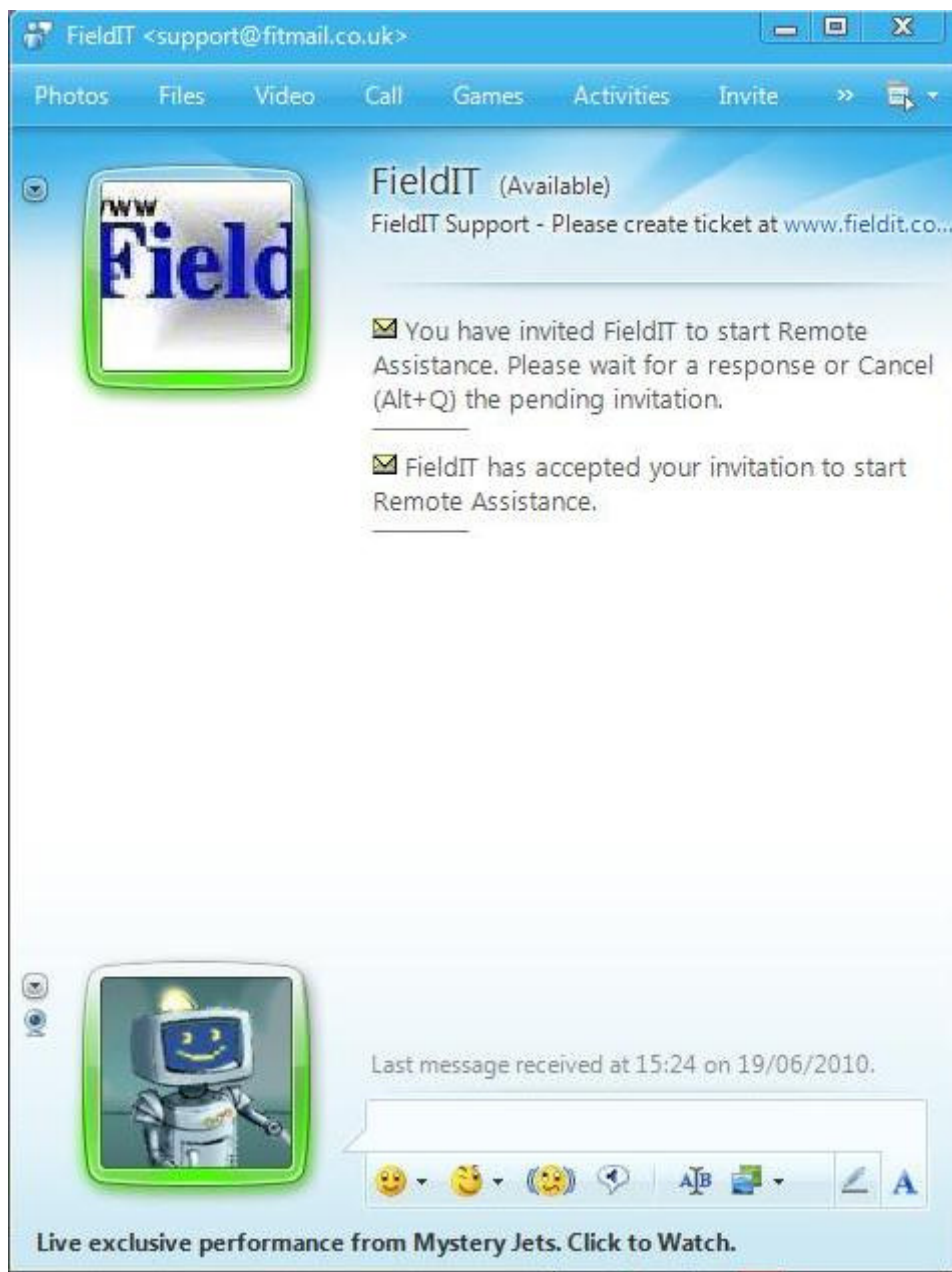 FieldIT <support@fitmail.co.uk>
Photos Files Video Call Games Activities Invite »
FieldIT (Available)
FieldIT Support - Please create ticket at www.fieldit.co...
www
Field
You have invited FieldIT to start Remote
Assistance. Please wait for a response or Cancel
(Alt+Q) the pending invitation.
FieldIT has accepted your invitation to start
Remote Assistance.
Last message received at 15:24 on 19/06/2010.
AB A
Live exclusive performance from Mystery Jets. Click to Watch.